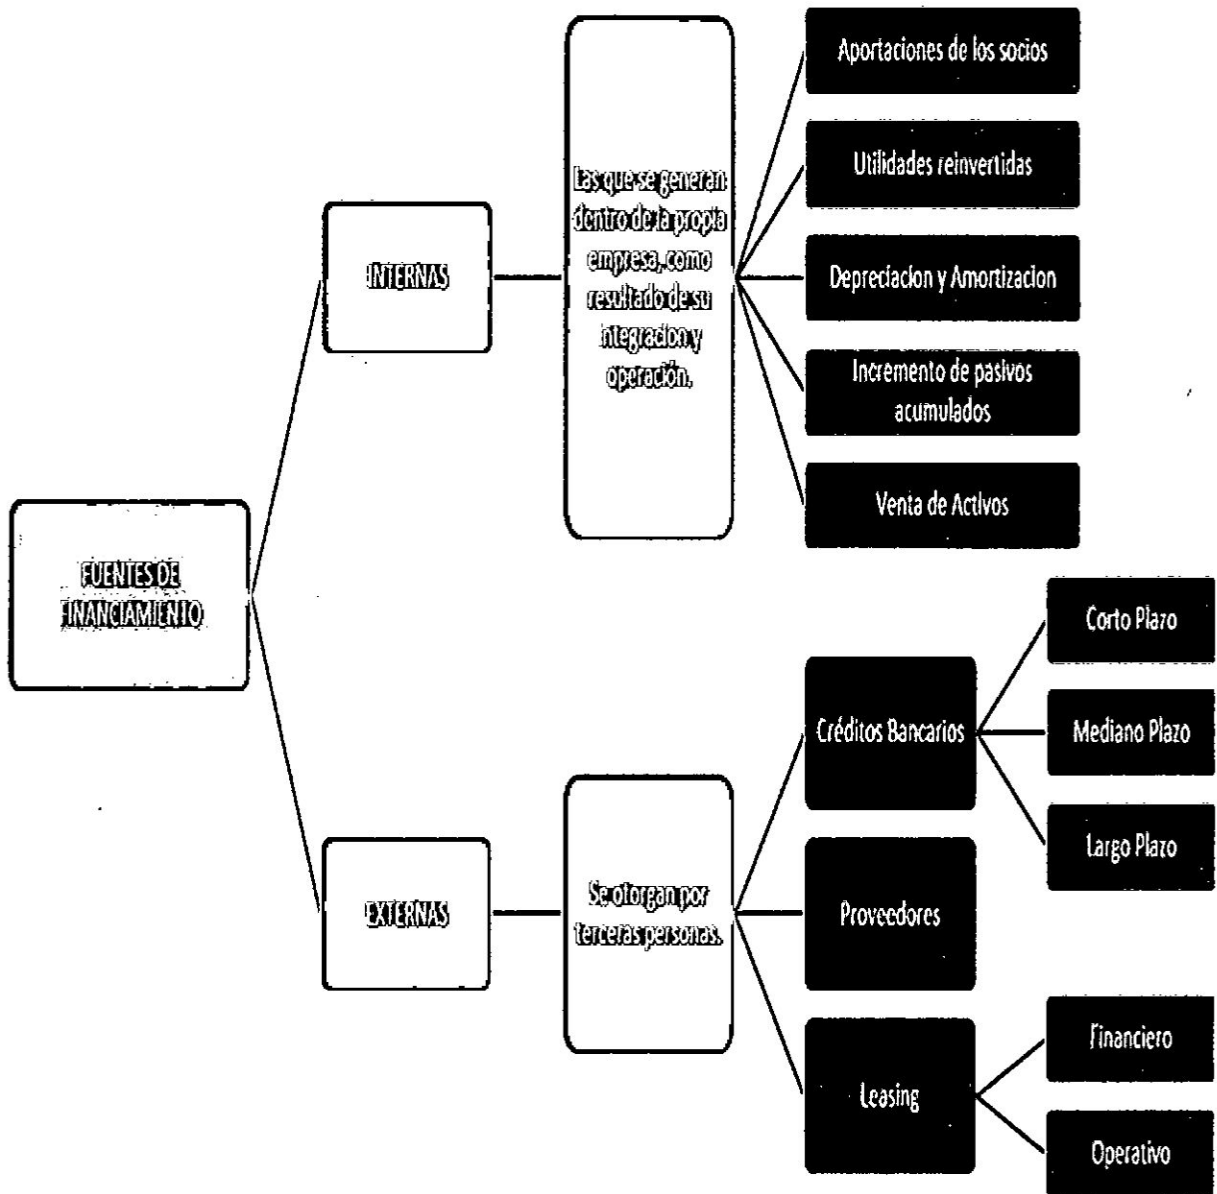 FUENTES DE
FINANCIAMIENTO
INTERNAS
Las que se generan
dentro de la propia
empresa, como
resultado de su
ntegracion y
operación.
Aportaciones de los socios
Utilidades reinvertidas
Depreciacion y Amortizacion
Incremento de pasivos
acumulados
Venta de Activos
EXTERNAS
Se otorgan por
terceras personas.
Créditos Bancarios
Corto Plazo
Mediano Plazo
Largo Plazo
Proveedores
Leasing
Financiero
Operativo